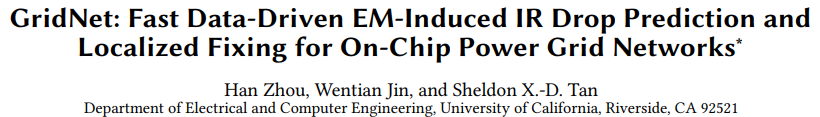 GridNet: Fast Data-Driven EM-Induced IR Drop Prediction and
Localized Fixing for On-Chip Power Grid Networks*
Han Zhou, Wentian Jin, and Sheldon X.-D. Tan
Department of Electrical and Computer Engineering, University of California, Riverside, CA 92521